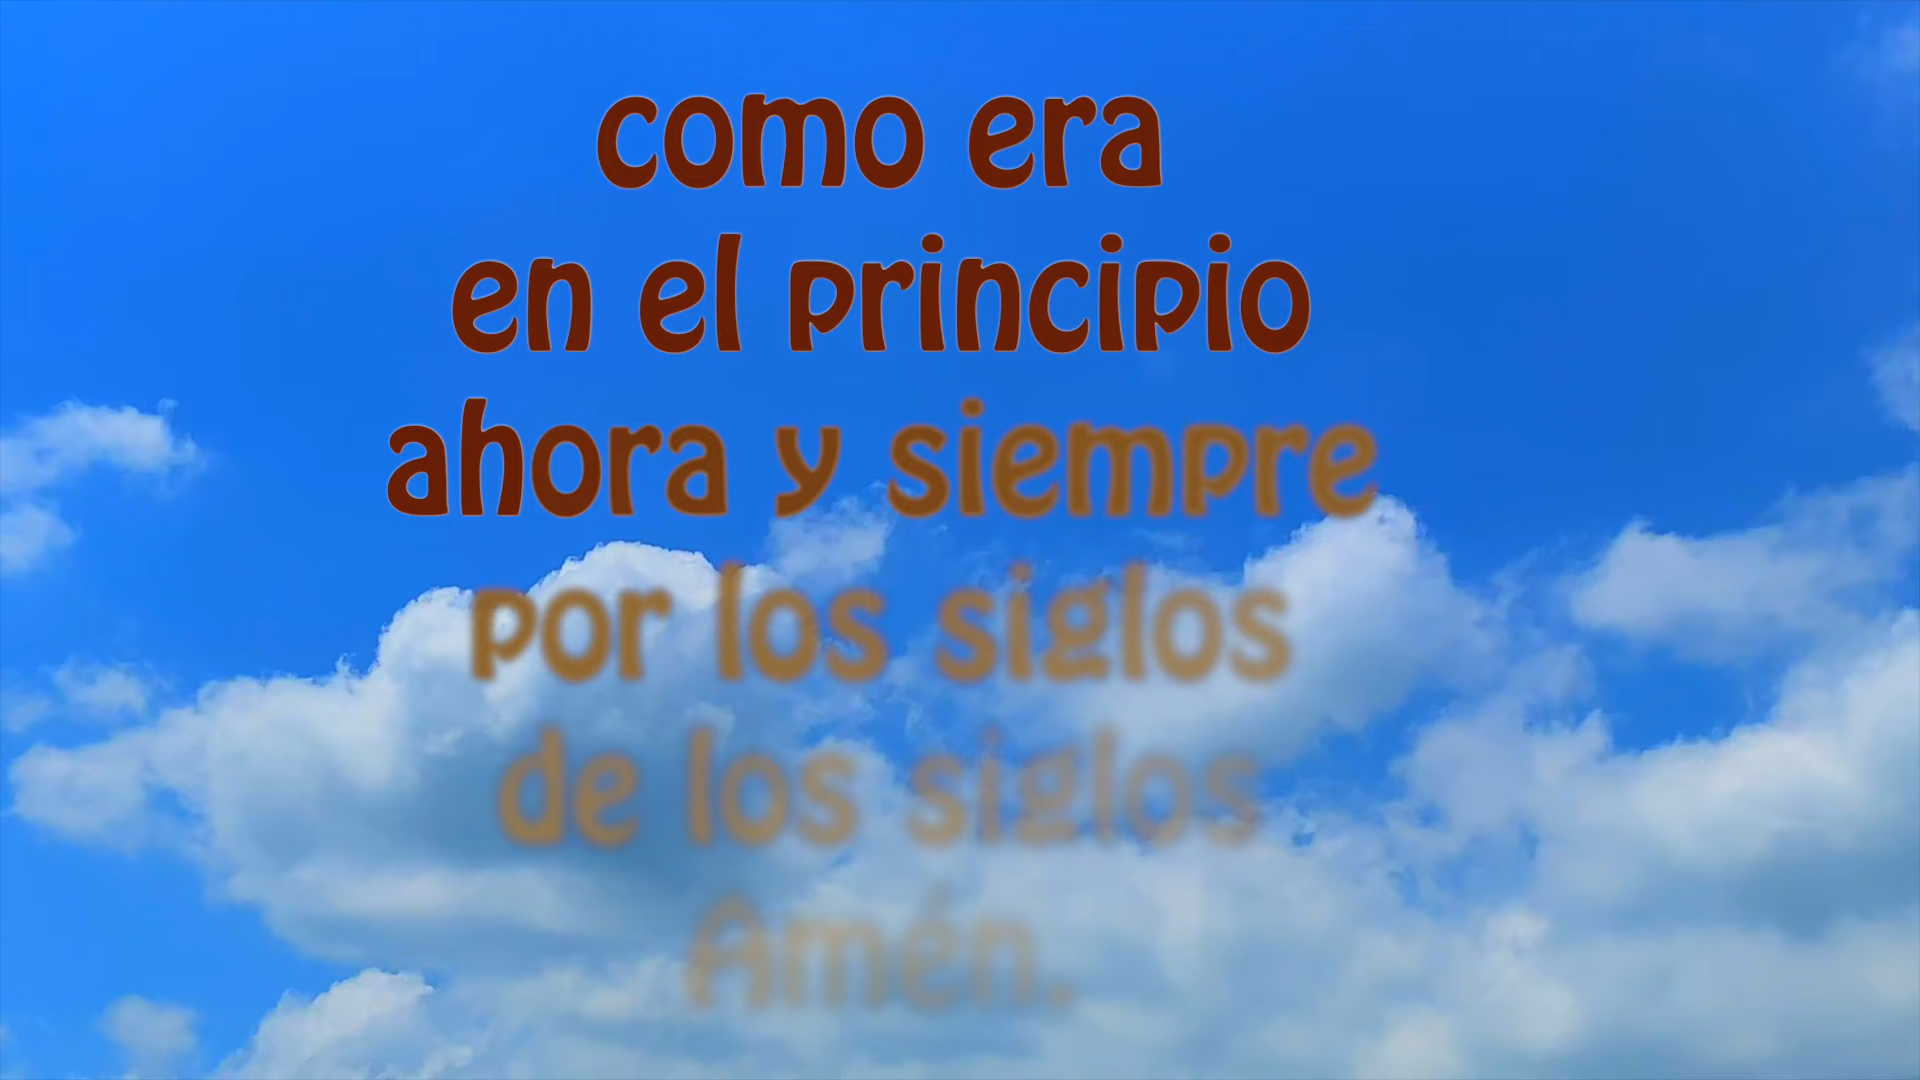 como era
en el principio
ahora y siempre
por los siglos
de los siglos
Amén.